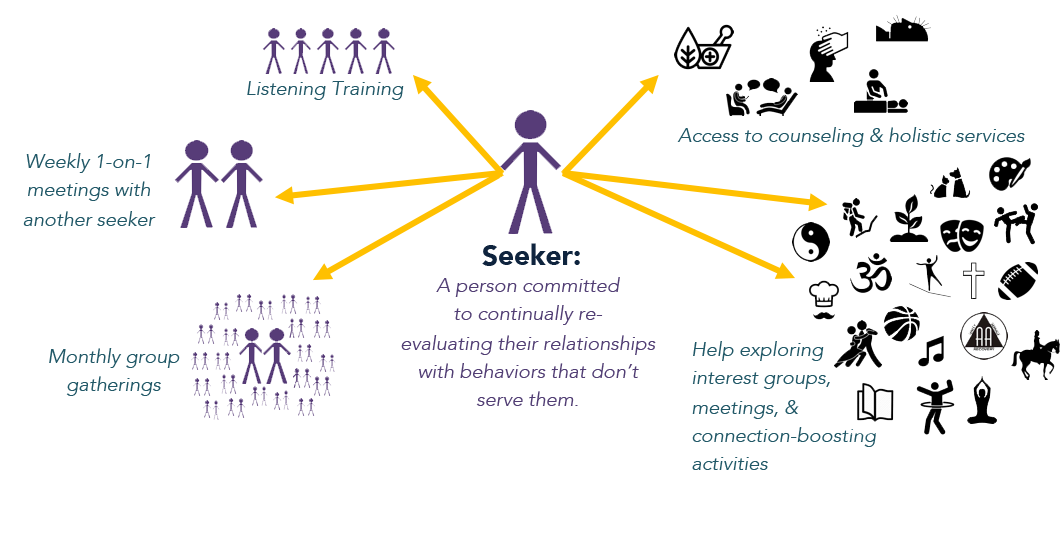 Listening Training
Weekly 1-on-1
meetings with
another seeker
Monthly group
gatherings
Seeker:
A person committed
to continually re-
evaluating their relationships
with behaviors that don’t
serve them.
Access to counseling & holistic services
AA
RECOVERY
Help exploring
interest groups,
meetings, &
connection-boosting
activities